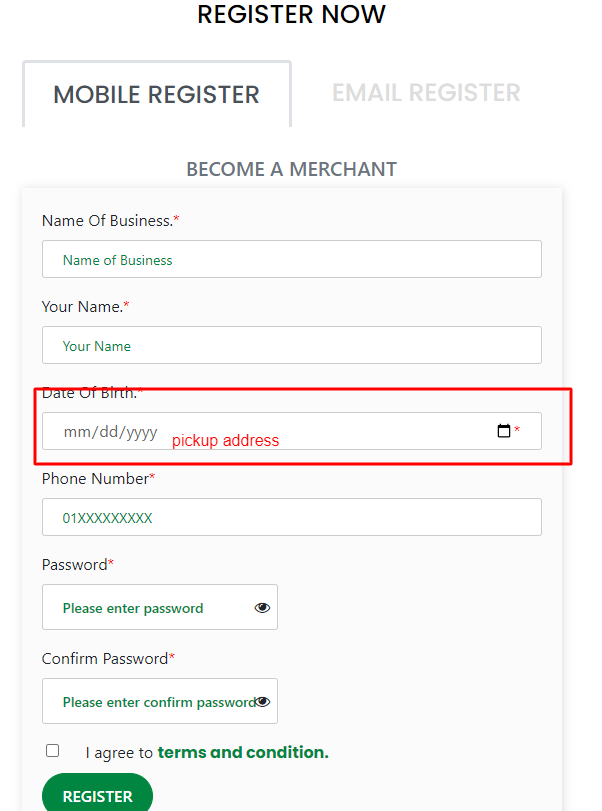 REGISTER NOW
MOBILE REGISTER
EMAIL REGISTER
BECOME A MERCHANT
Name Of Business.*
Name of Business
Your Name.*
Your Name
Date Of Birth.*
mm/dd/yyyy pickup address *
Phone Number*
01XXXXXXXXX
Password*
Please enter password
Confirm Password*
Please enter confirm password
I agree to terms and condition.
REGISTER